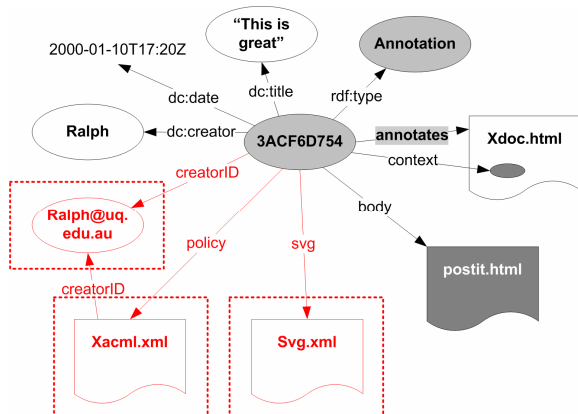 “This is
great”
Annotation
2000-01-10T17:20Z
dc:title
dc:date
rdf:type
Ralph
dc:creator
3ACF6D754
annotates
Xdoc.html
context
creatorID
Ralph@uq.
edu.au
policy
svg
body
postit.html
creatorID
Xacml.xml
Svg.xml